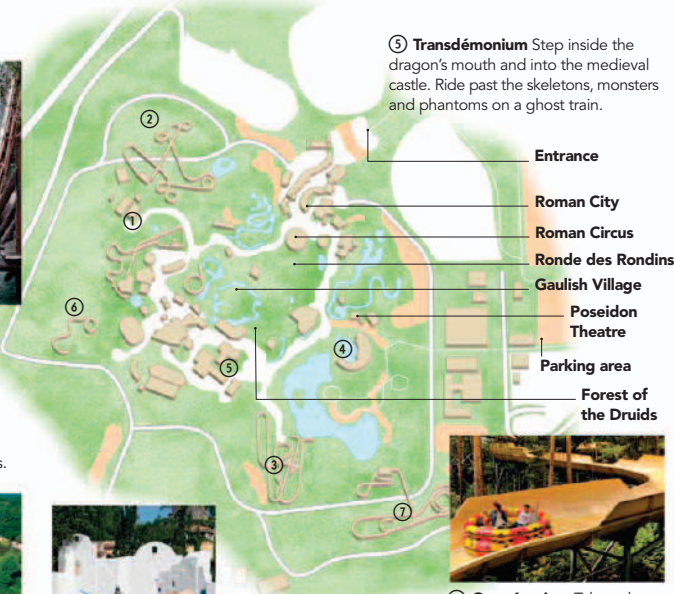 ⑤ Transdémonium Step inside the
dragon's mouth and into the medieval
castle. Ride past the skeletons, monsters
and phantoms on a ghost train.
Entrance
Roman City
Roman Circus
Ronde des Rondins
Gaulish Village
Poseidon
Theatre
Parking area
Forest of
the Druids
②
①
⑥
④
⑤
③
⑦
s.